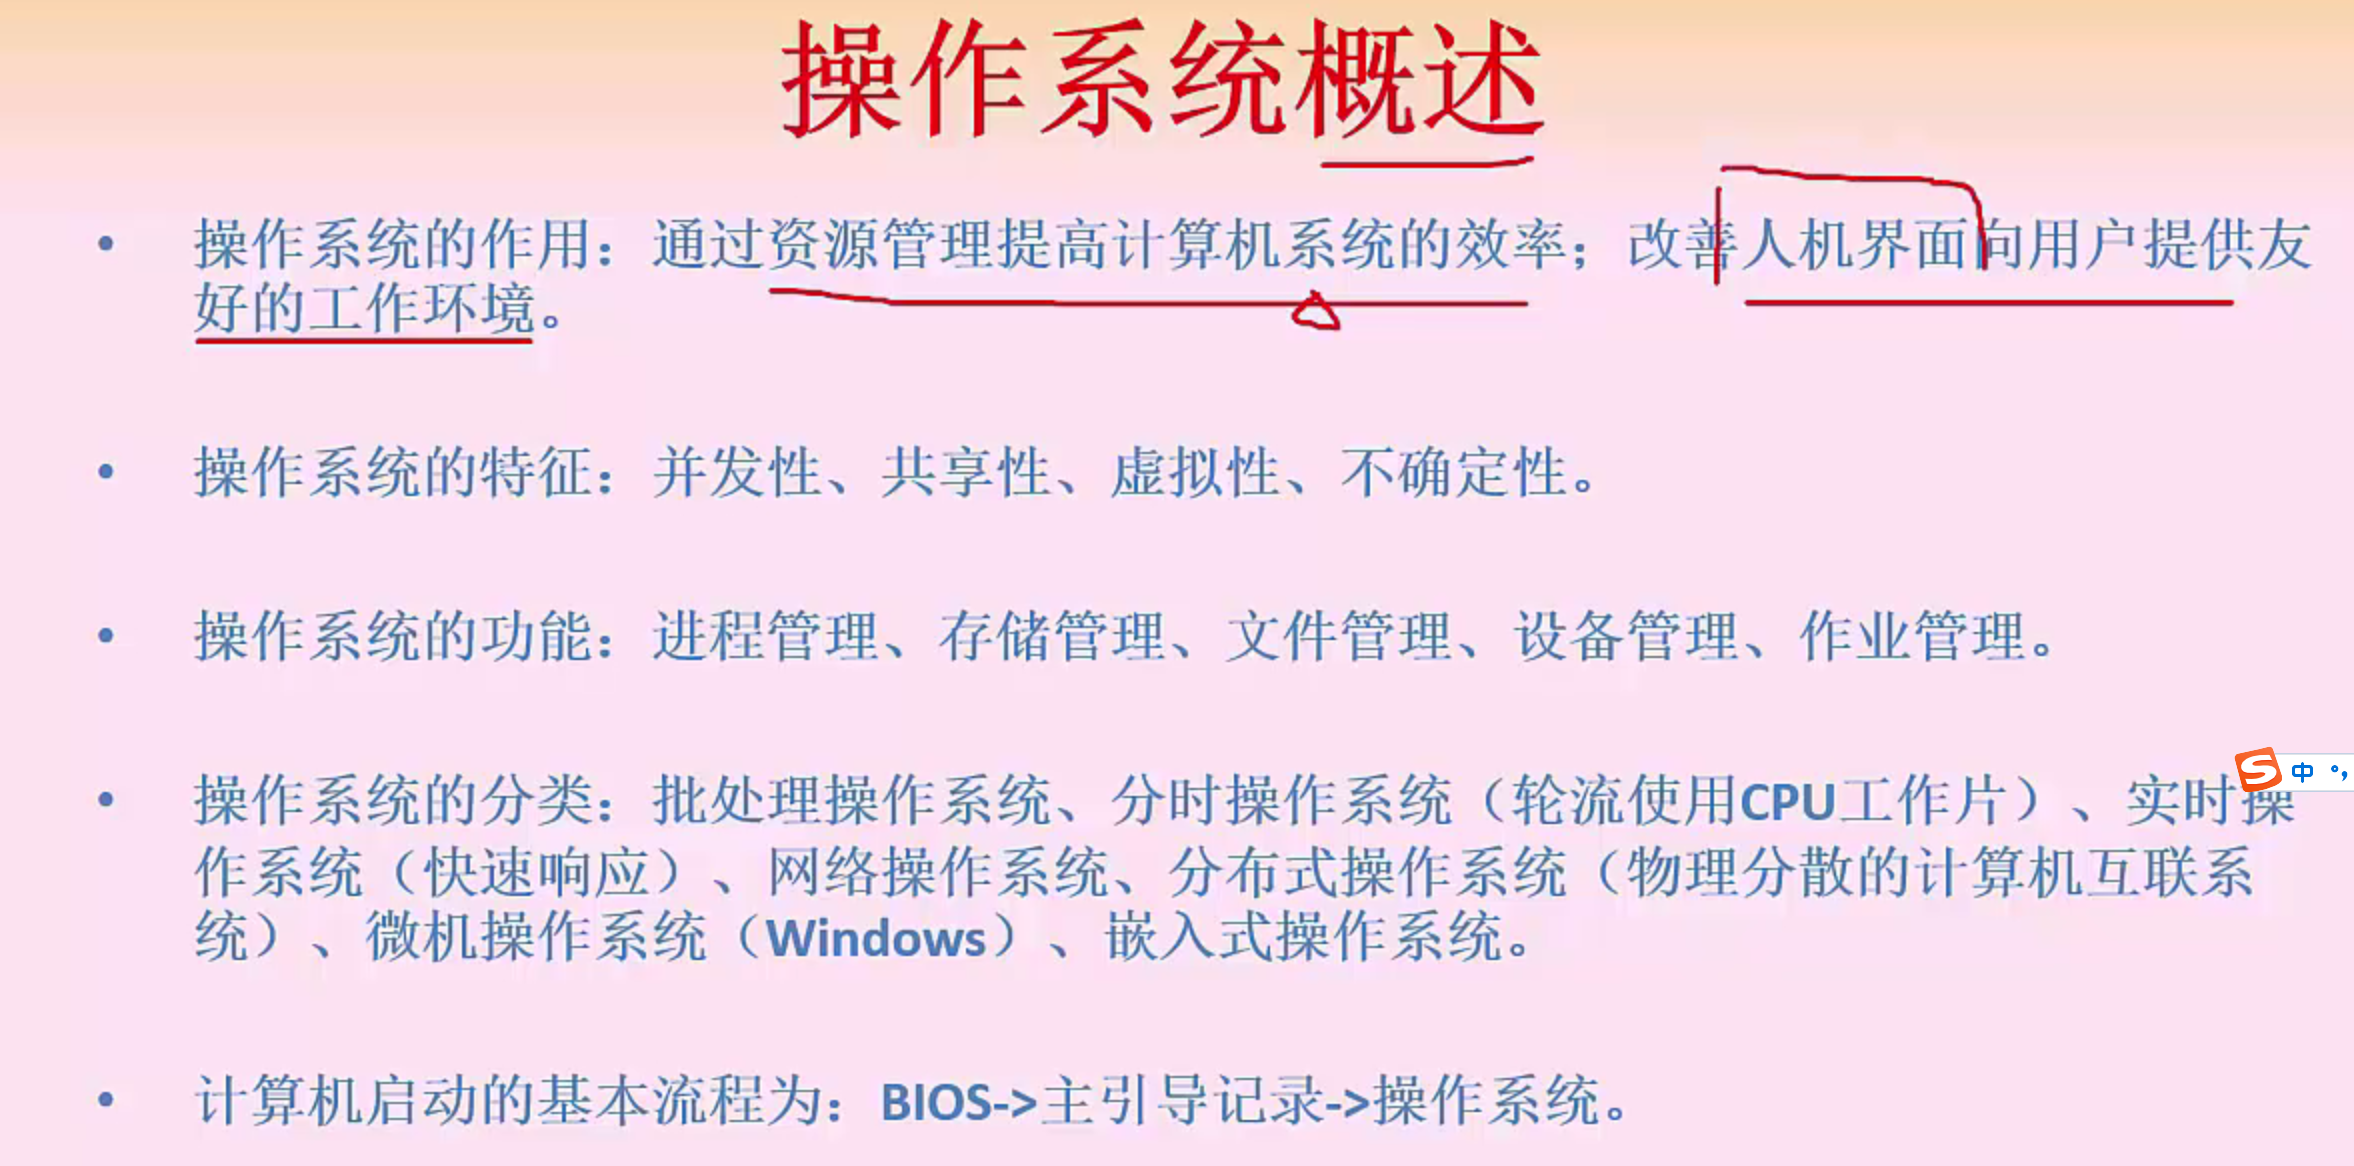 操作系统概述
• 操作系统的作用：通过资源管理提高计算机系统的效率；改善人机界面向用户提供友
好的工作环境。
• 操作系统的特征：并发性、共享性、虚拟性、不确定性。
• 操作系统的功能：进程管理、存储管理、文件管理、设备管理、作业管理。
• 操作系统的分类：批处理操作系统、分时操作系统（轮流使用CPU工作片）、实时操
作系统（快速响应）、网络操作系统、分布式操作系统（物理分散的计算机互联系
统）、微机操作系统（Windows）、嵌入式操作系统。
• 计算机启动的基本流程为：BIOS->主引导记录->操作系统。
S 中 °,